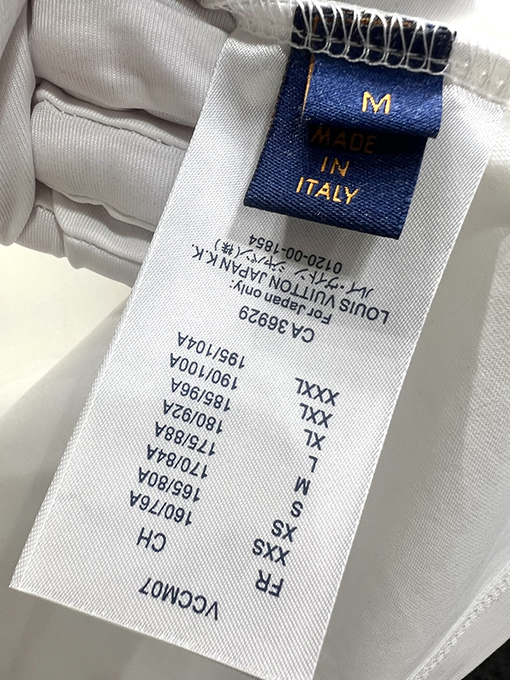 M
MADE
IN
ITALY
VCCM07
FR CH
XXS 160/76A
XS 165/80A
S 170/84A
M 175/88A
L 180/92A
XL 185/96A
XXL 190/100A
XXXL 195/104A
CA36929
For Japan only:
LOUIS VUITTON JAPAN K.K.
ルイ・ヴィトン ジャパン(株)
0120-00-1854